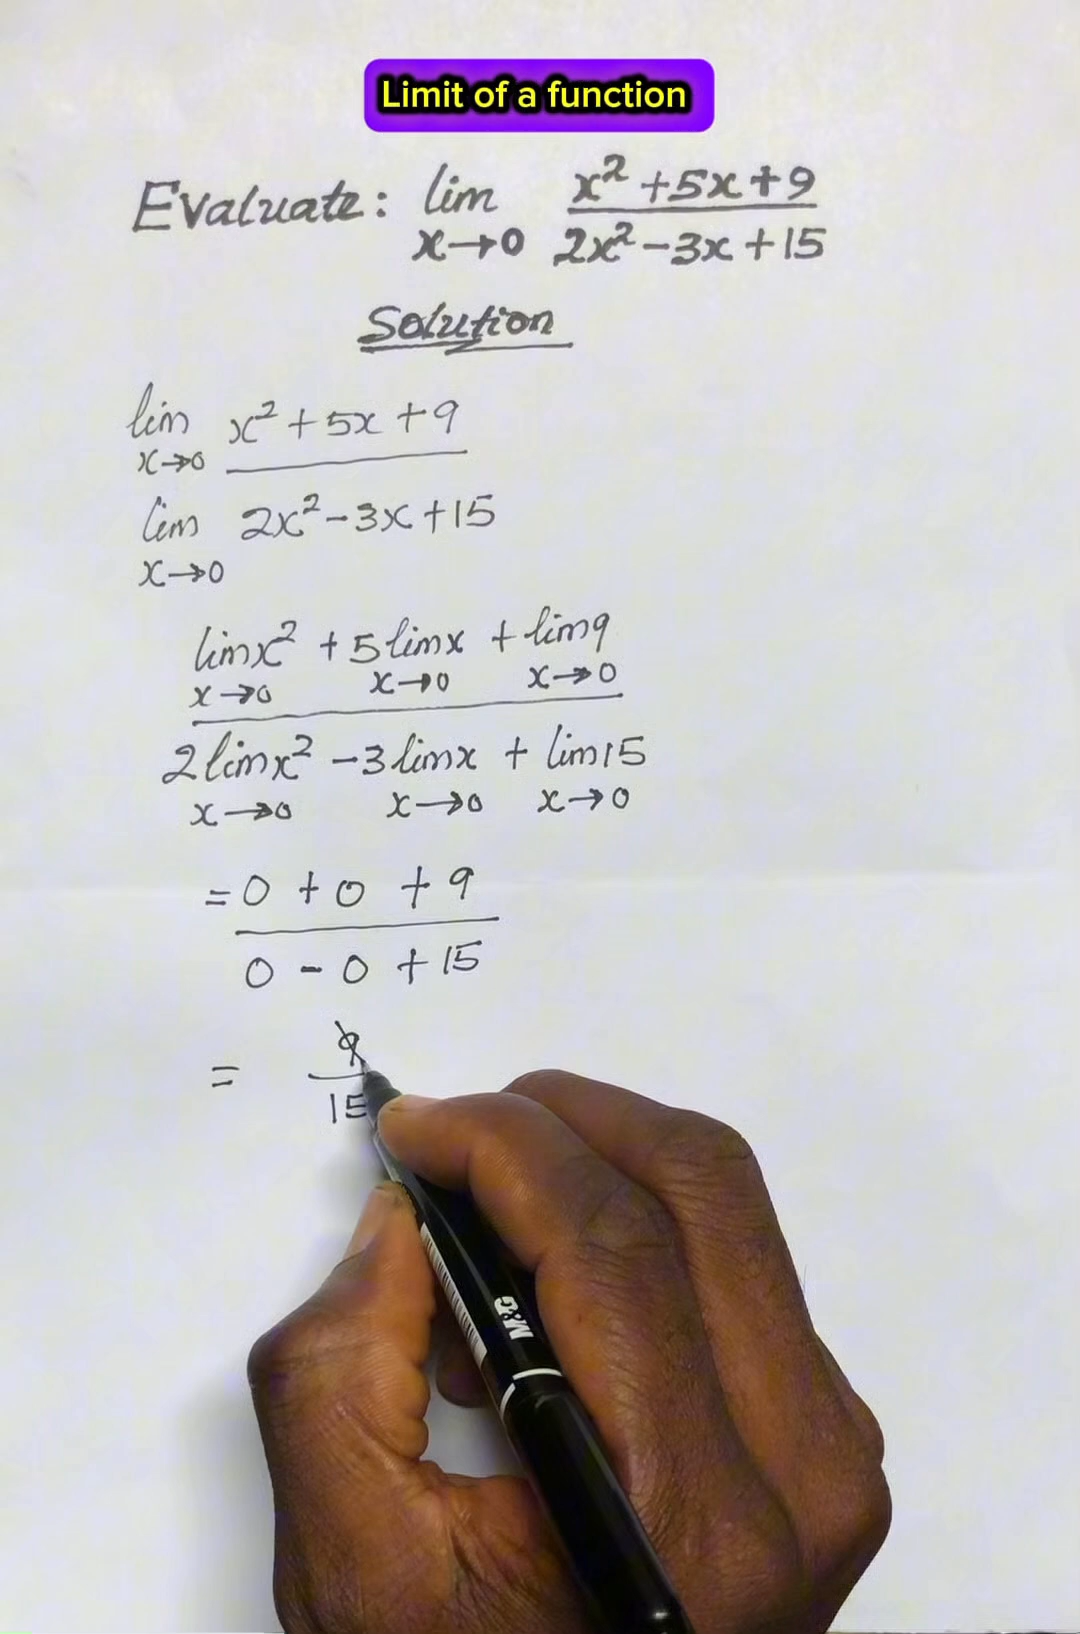 Limit of a function
Evaluate: lim x²+5x+9
x→0 2x²-3x+15
Solution
lim x²+5x+9
x→0
lim 2x²-3x+15
x→0
limx² +5limx +lim9
x→0 x→0 x→0
2limx² -3limx + lim15
x→0 x→0 x→0
=0 +0 +9
0 - 0 +15
= 9
15
M&G